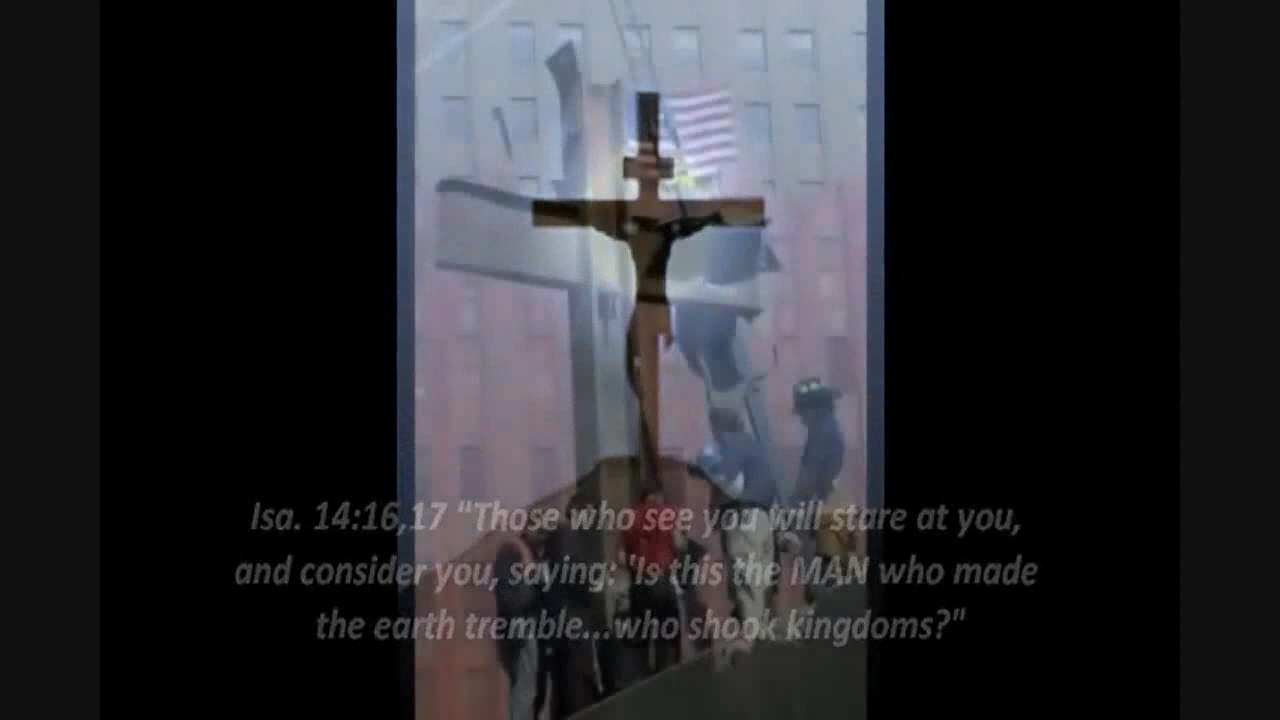 Isa. 14:16,17 "Those who see you will stare at you,
and consider you, saying: 'Is this the MAN who made
the earth tremble...who shook kingdoms?"